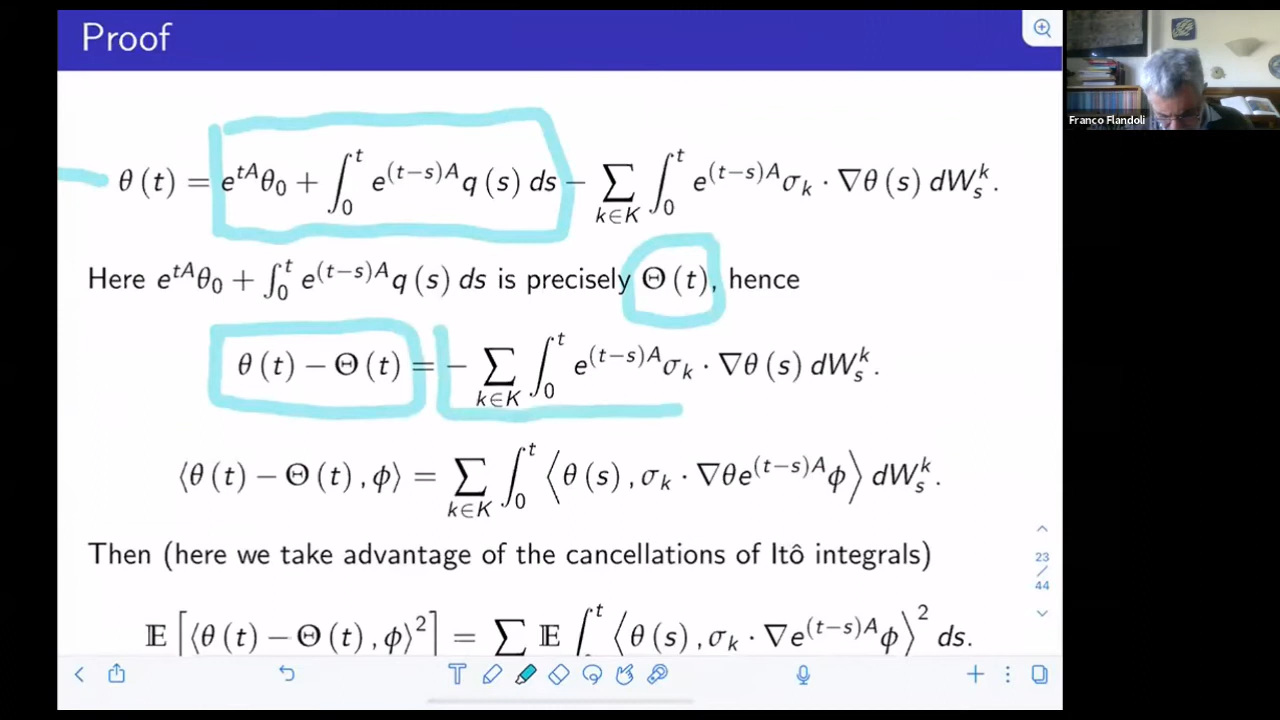 Proof
θ(t) = e^{tA}θ_0 + ∫_0^t e^{(t−s)A} q(s) ds − ∑_{k∈K} ∫_0^t e^{(t−s)A} σ_k · ∇θ(s) dW_s^k.
Here e^{tA}θ_0 + ∫_0^t e^{(t−s)A} q(s) ds is precisely Θ(t), hence
θ(t) − Θ(t) = − ∑_{k∈K} ∫_0^t e^{(t−s)A} σ_k · ∇θ(s) dW_s^k.
⟨θ(t) − Θ(t), ϕ⟩ = ∑_{k∈K} ∫_0^t ⟨θ(s), σ_k · ∇θe^{(t−s)A}ϕ⟩ dW_s^k.
Then (here we take advantage of the cancellations of Itô integrals)
𝔼[⟨θ(t) − Θ(t), ϕ⟩^2] = ∑ 𝔼 ∫^t ⟨θ(s), σ_k · ∇e^{(t−s)A}ϕ⟩^2 ds.
23
/
44
T
Franco Flandoli